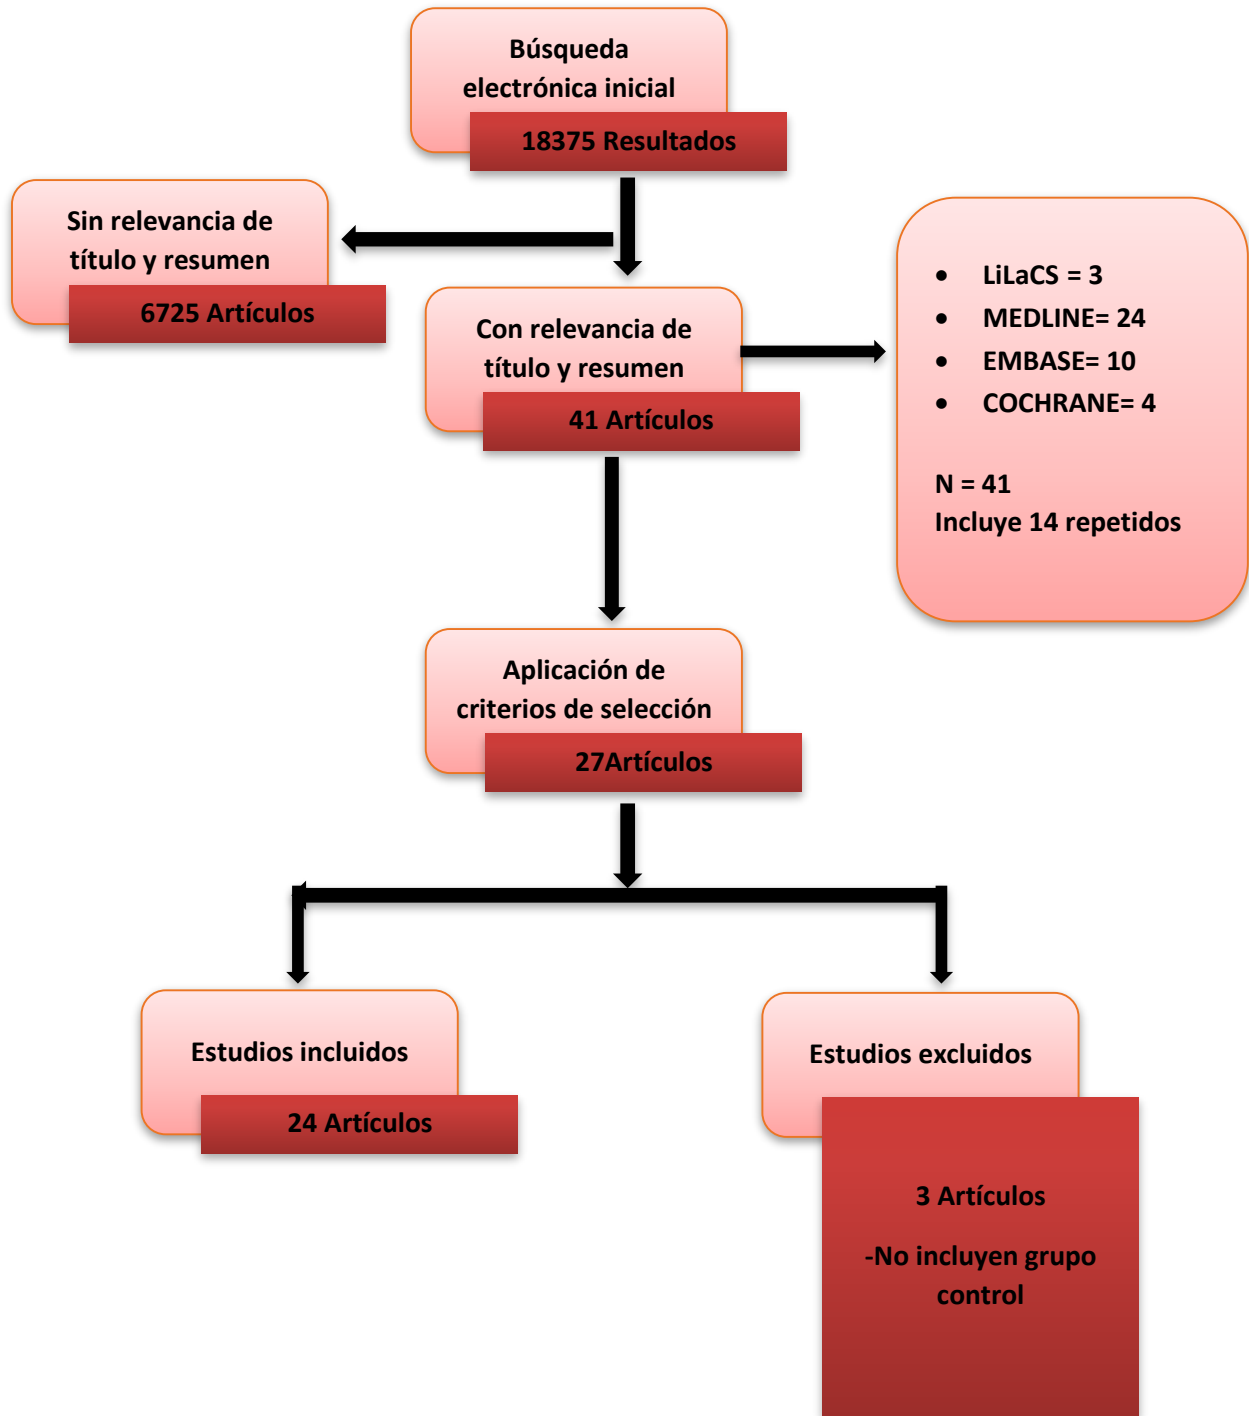 Búsqueda
electrónica inicial
18375 Resultados
Sin relevancia de
título y resumen
6725 Artículos
Con relevancia de
título y resumen
41 Artículos
• LiLaCS = 3
• MEDLINE= 24
• EMBASE= 10
• COCHRANE= 4
N = 41
Incluye 14 repetidos
Aplicación de
criterios de selección
27Artículos
Estudios incluidos
24 Artículos
Estudios excluidos
3 Artículos
-No incluyen grupo
control